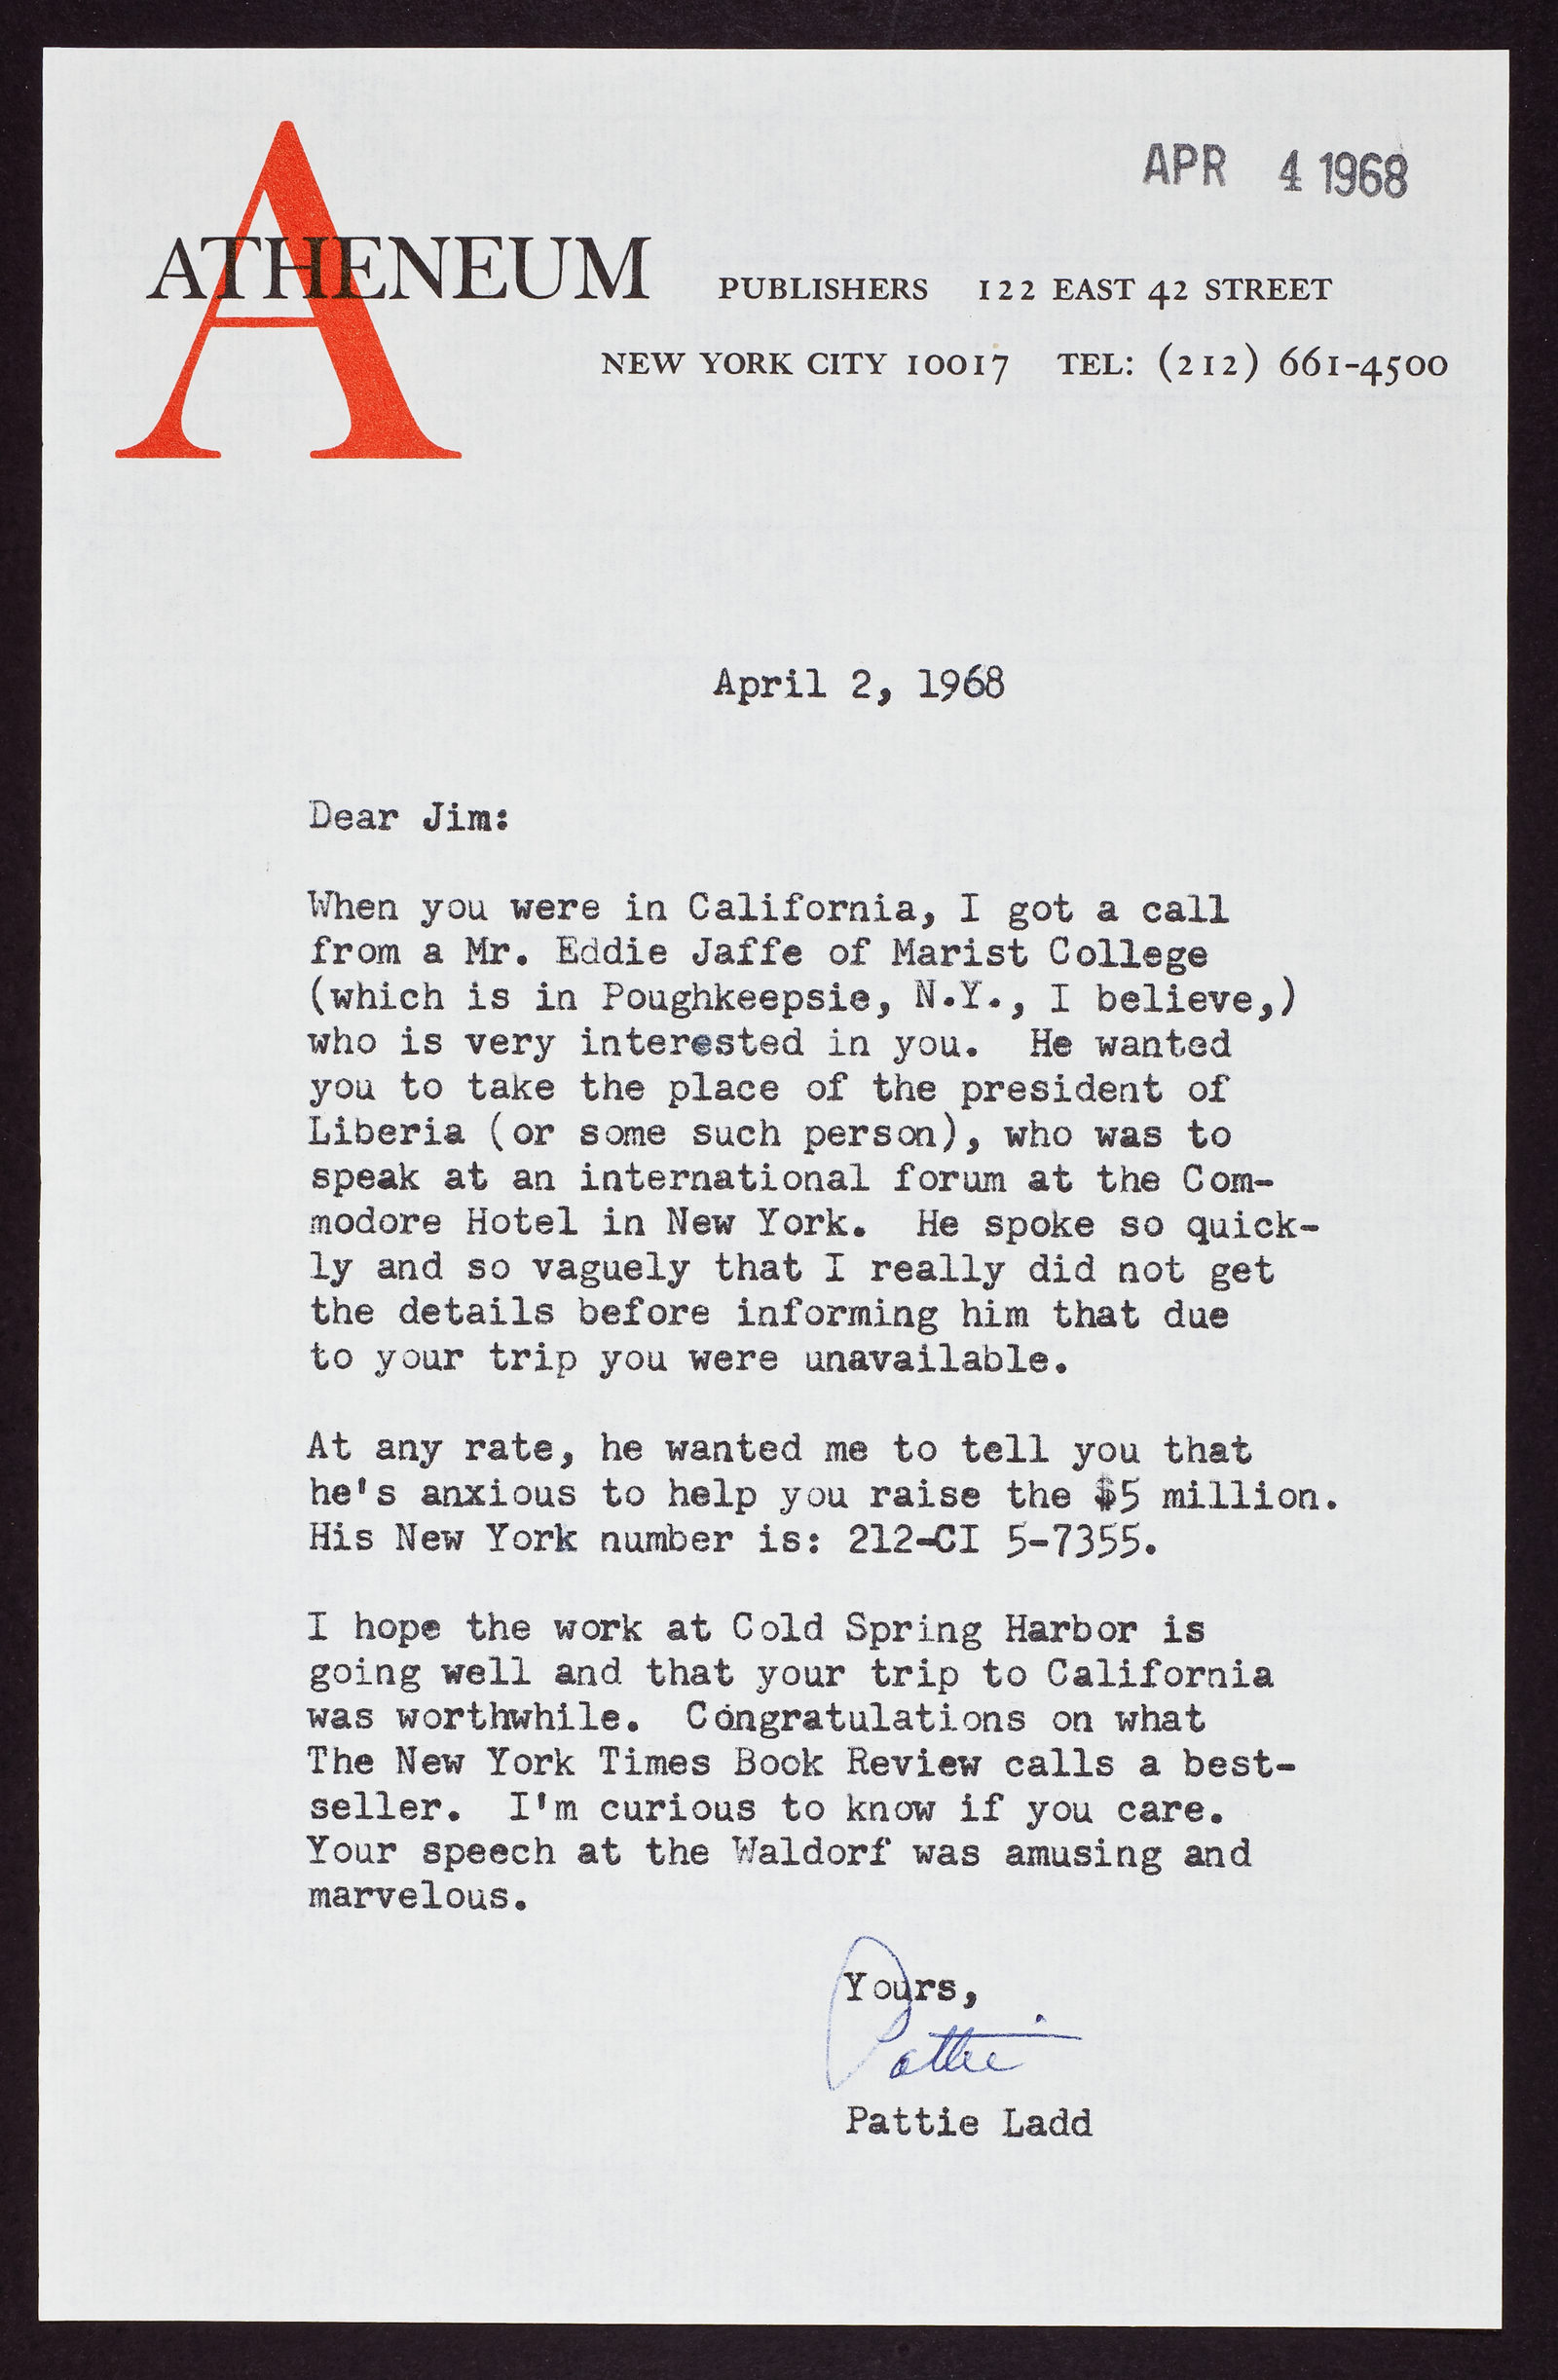 APR 4 1968
A
ATHENEUM PUBLISHERS 122 EAST 42 STREET
NEW YORK CITY 10017 TEL: (212) 661-4500
April 2, 1968
Dear Jim:
When you were in California, I got a call
from a Mr. Eddie Jaffe of Marist College
(which is in Poughkeepsie, N.Y., I believe,)
who is very interested in you. He wanted
you to take the place of the president of
Liberia (or some such person), who was to
speak at an international forum at the Com-
modore Hotel in New York. He spoke so quick-
ly and so vaguely that I really did not get
the details before informing him that due
to your trip you were unavailable.
At any rate, he wanted me to tell you that
he's anxious to help you raise the $5 million.
His New York number is: 212-CI 5-7355.
I hope the work at Cold Spring Harbor is
going well and that your trip to California
was worthwhile. Congratulations on what
The New York Times Book Review calls a best-
seller. I'm curious to know if you care.
Your speech at the Waldorf was amusing and
marvelous.
Yours,
Pattie
Pattie Ladd